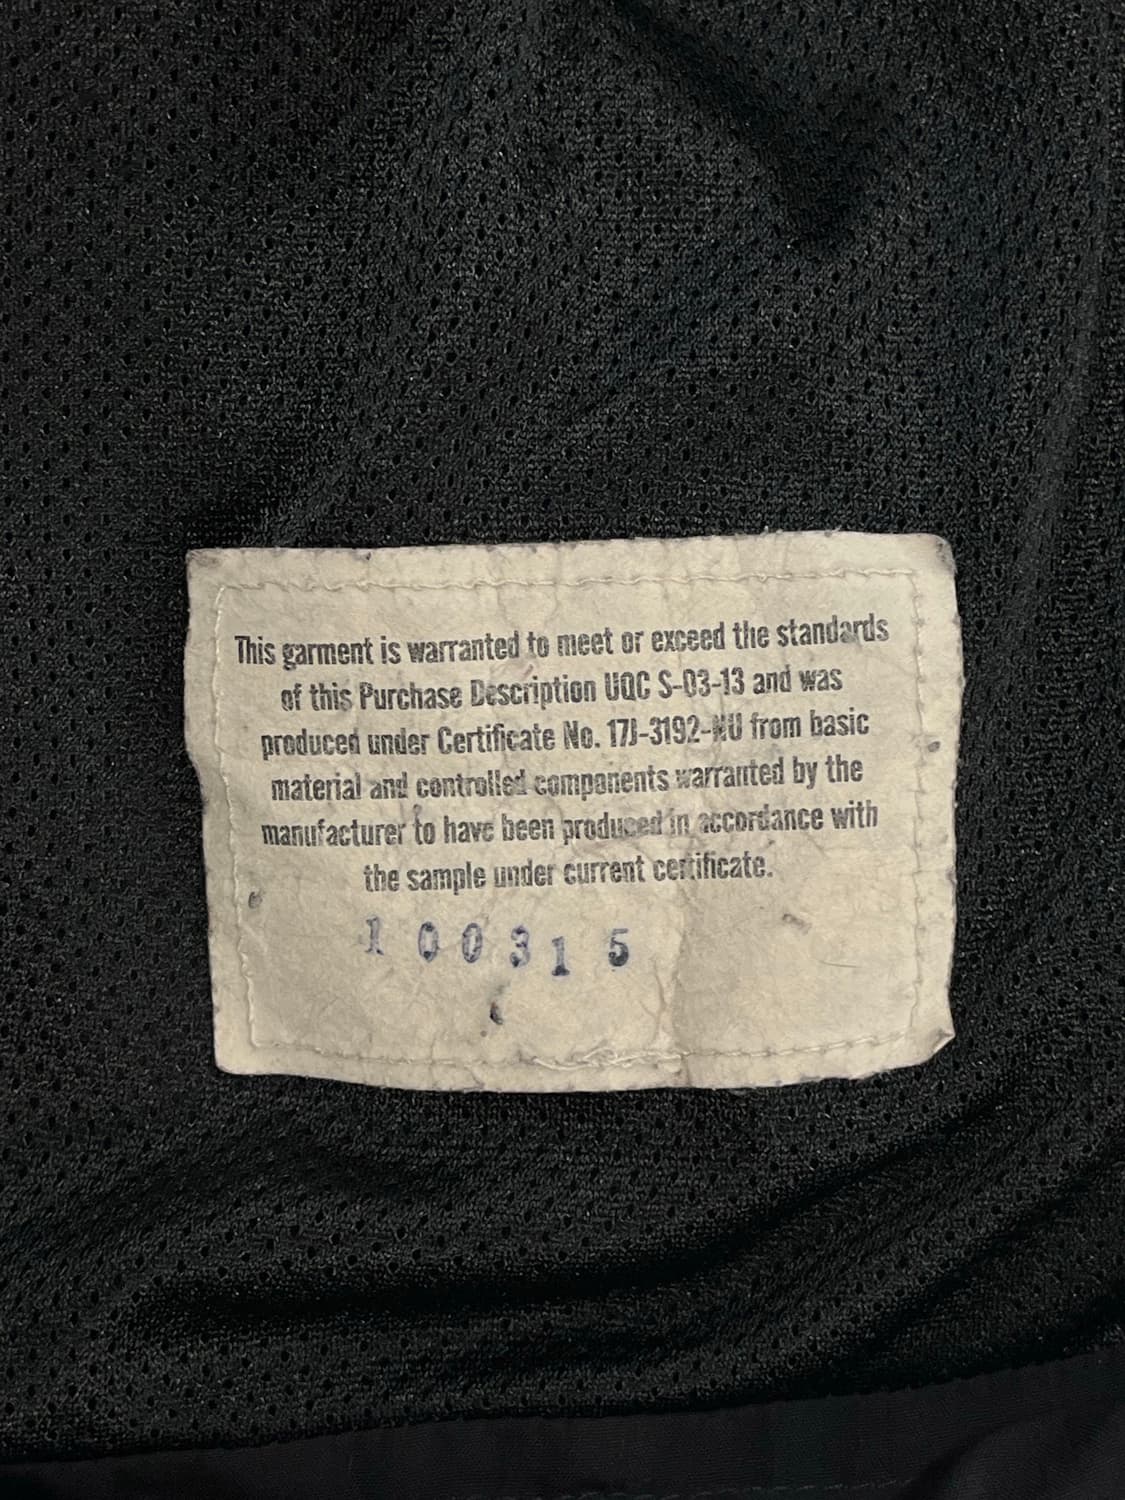 This garment is warranted to meet or exceed the standards
of this Purchase Description UQC S-03-13 and was
produced under Certificate No. 17J-3192-NU from basic
material and controlled components warranted by the
manufacturer to have been produced in accordance with
the sample under current certificate.
100315